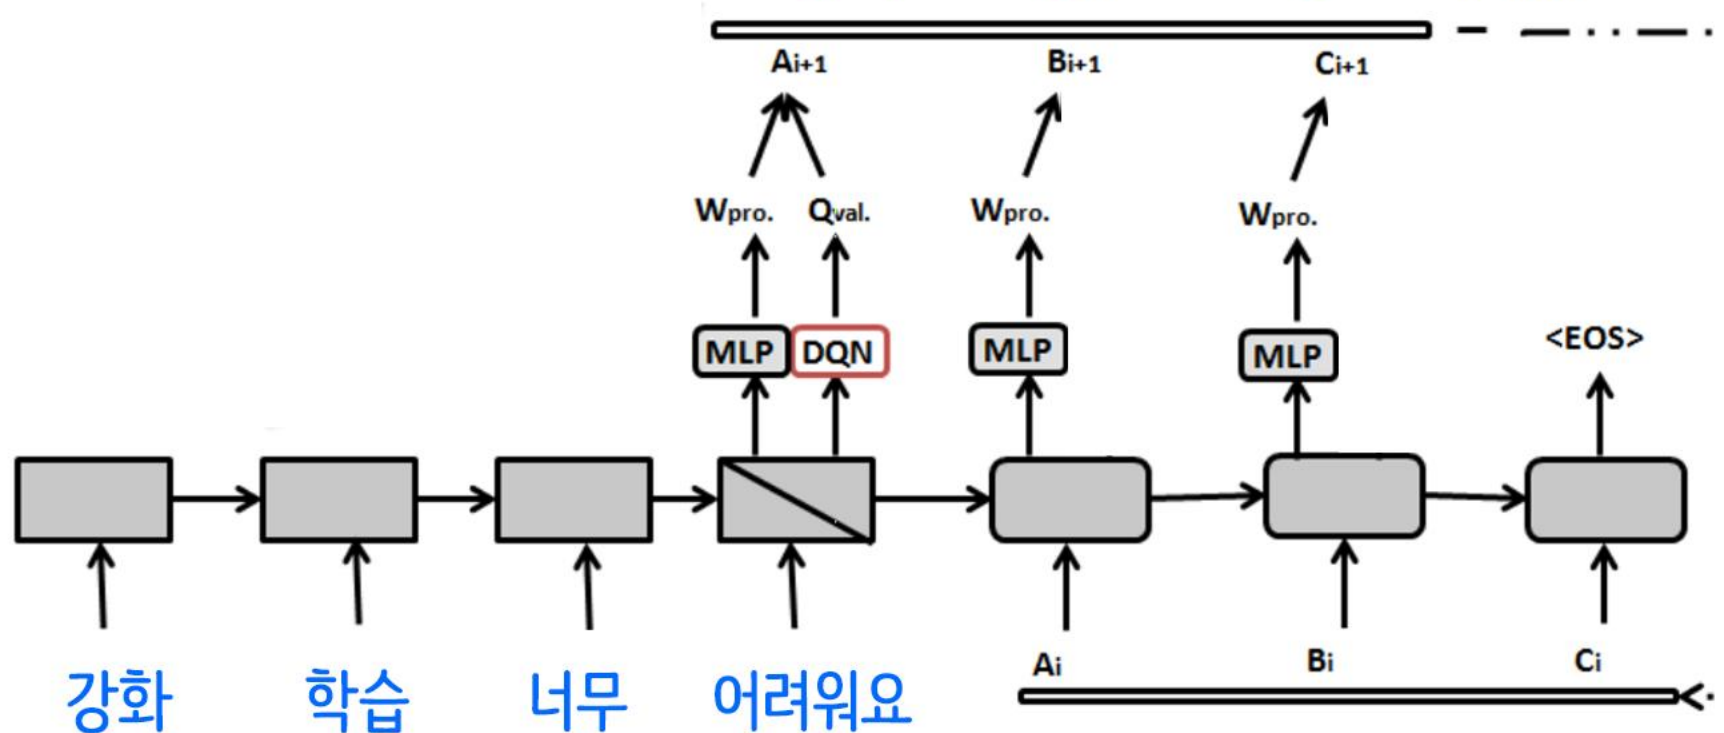 Ai+1 Bi+1 Ci+1
Wpro. Qval. Wpro. Wpro.
MLP DQN MLP MLP <EOS>
Ai Bi Ci
강화 학습 너무 어려워요